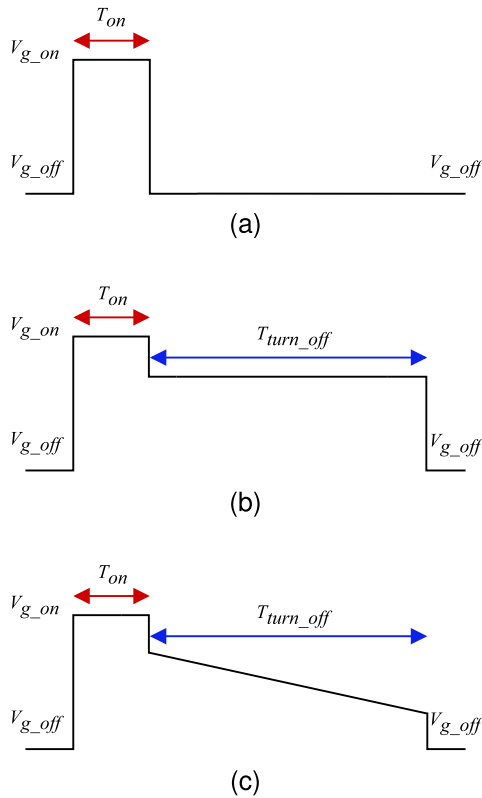 T_on
V_g_on
V_g_off V_g_off
(a)
T_on
V_g_on
T_turn_off
V_g_off V_g_off
(b)
T_on
V_g_on
T_turn_off
V_g_off V_g_off
(c)